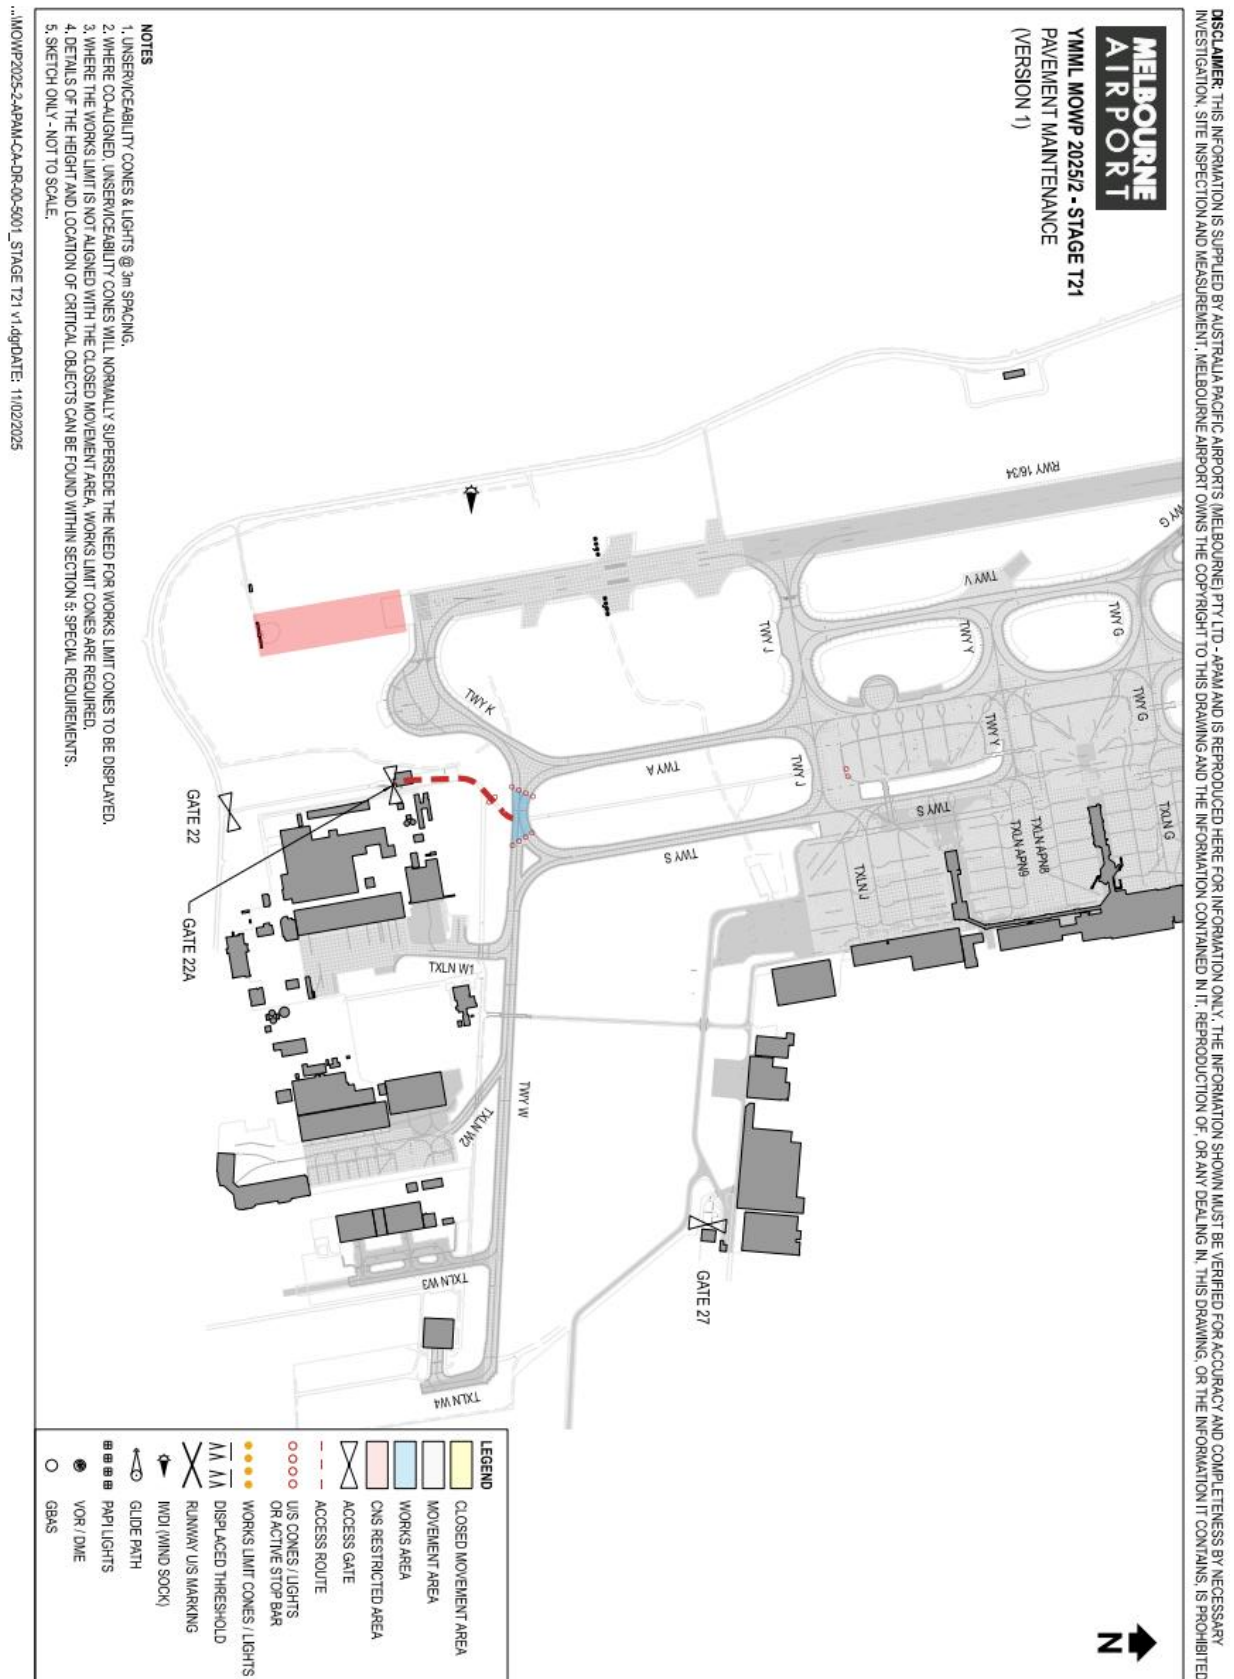 DISCLAIMER: THIS INFORMATION IS SUPPLIED BY AUSTRALIA PACIFIC AIRPORTS (MELBOURNE) PTY LTD - APAM AND IS REPRODUCED HERE FOR INFORMATION ONLY. THE INFORMATION SHOWN MUST BE VERIFIED FOR ACCURACY AND COMPLETENESS BY NECESSARY
INVESTIGATION, SITE INSPECTION AND MEASUREMENT, MELBOURNE AIRPORT OWNS THE COPYRIGHT TO THIS DRAWING AND THE INFORMATION CONTAINED IN IT. REPRODUCTION OF, OR ANY DEALING IN, THIS DRAWING, OR THE INFORMATION IT CONTAINS, IS PROHIBITED
MELBOURNE
AIRPORT
YMML MOWP 2025/2 - STAGE T21
PAVEMENT MAINTENANCE
(VERSION 1)
N
RWY 16/34
TWY G
TWY V
TWY G
TWY Y
TWY J
TWY G
TWY Y
TWY K
TWY A
TWY J
TWY S
TXLN G
TXLN APN8
TXLN APN9
TWY S
TXLN J
GATE 22
GATE 22A
TXLN W1
TWY W
TXLN W2
GATE 27
TXLN W3
TXLN W4
LEGEND
CLOSED MOVEMENT AREA
MOVEMENT AREA
WORKS AREA
CNS RESTRICTED AREA
ACCESS GATE
ACCESS ROUTE
U/S CONES / LIGHTS
OR ACTIVE STOP BAR
WORKS LIMIT CONES / LIGHTS
DISPLACED THRESHOLD
RUNWAY U/S MARKING
IWDI (WIND SOCK)
GLIDE PATH
PAPI LIGHTS
VOR / DME
GBAS
NOTES
1. UNSERVICEABILITY CONES & LIGHTS @ 3m SPACING.
2. WHERE CO-ALIGNED, UNSERVICEABILITY CONES WILL NORMALLY SUPERSEDE THE NEED FOR WORKS LIMIT CONES TO BE DISPLAYED.
3. WHERE THE WORKS LIMIT IS NOT ALIGNED WITH THE CLOSED MOVEMENT AREA, WORKS LIMIT CONES ARE REQUIRED.
4. DETAILS OF THE HEIGHT AND LOCATION OF CRITICAL OBJECTS CAN BE FOUND WITHIN SECTION 5: SPECIAL REQUIREMENTS.
5. SKETCH ONLY - NOT TO SCALE.
...\MOWP2025-2-APAM-CA-DR-00-5001_STAGE T21 v1.dgnDATE: 11/02/2025